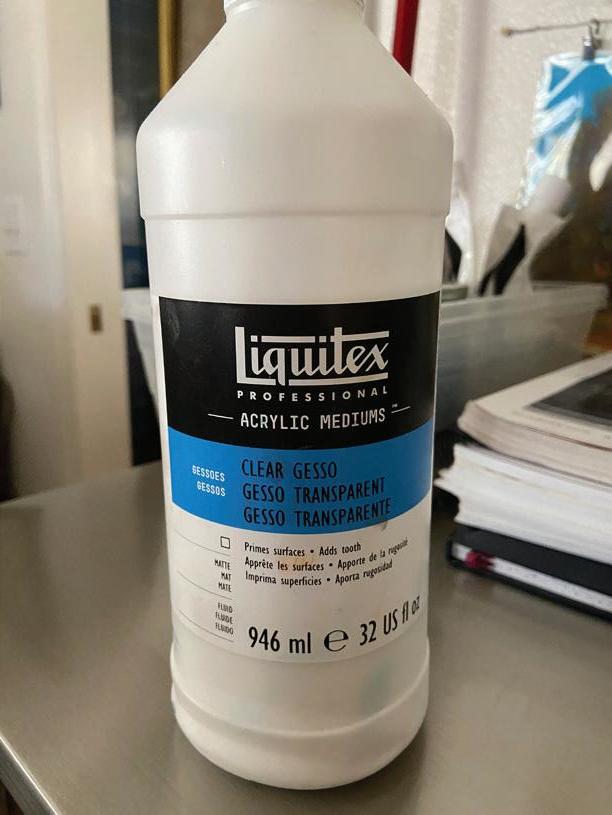 Liquitex
PROFESSIONAL
ACRYLIC MEDIUMS™
GESSOES
GESSOS
CLEAR GESSO
GESSO TRANSPARENT
GESSO TRANSPARENTE
Primes surfaces • Adds tooth
Apprête les surfaces • Apporte de la rugosité
Imprima superficies • Aporta rugosidad
MATTE
MAT
MATE
FLUID
FLUIDE
FLUIDO
946 ml ℮ 32 US fl oz